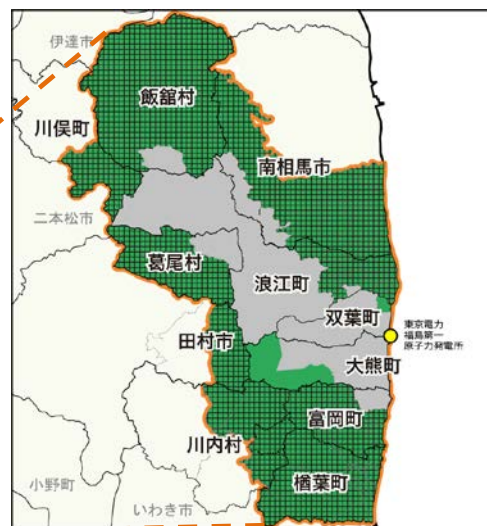 伊達市
飯舘村
川俣町
南相馬市
二本松市
葛尾村
浪江町
双葉町
東京電力
福島第一
原子力発電所
田村市
大熊町
富岡町
川内村
小野町
楢葉町
いわき市